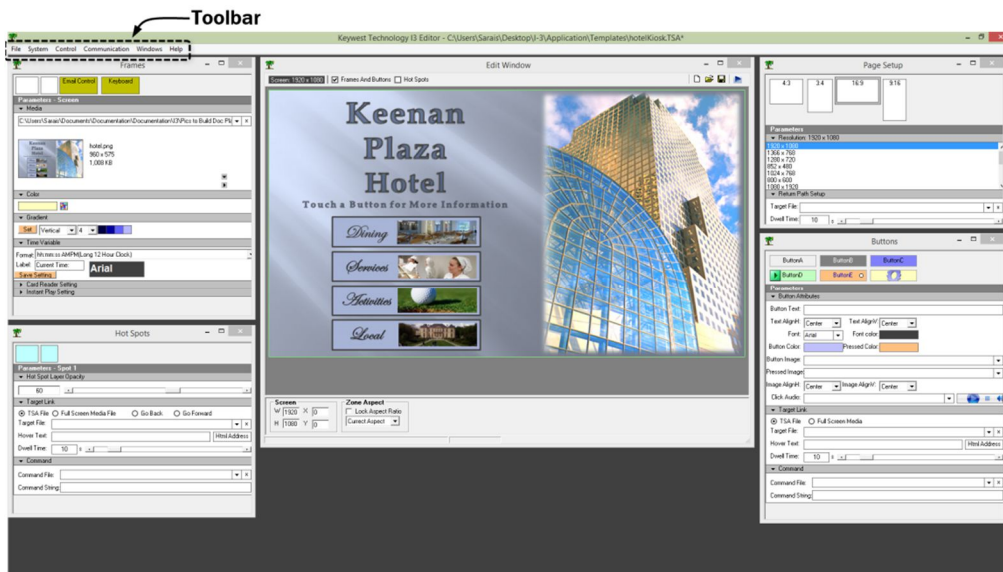 Toolbar
Keywest Technology I3 Editor - C:\Users\Sarais\Desktop\I-3\Application\Templates\hotelKiosk.TSA*
File System Control Communication Windows Help
Frames
Email Control Keyboard
Parameters - Screen
Media
C:\Users\Sarais\Documents\Documentation\Documentation\I3\Pics to Build Doc Pl
hotel.png
960 x 575
1,008 KB
Color
Gradient
Set Vertical 4
Time Variable
Format: hh:mm:ss AMPM(Long 12 Hour Clock)
Label: Current Time:
Arial
Save Setting
Card Reader Setting
Instant Play Setting
Hot Spots
Parameters - Spot 1
Hot Spot Layer Opacity
60
Target Link
TSA File Full Screen Media File Go Back Go Forward
Target File:
Hover Text: Html Address
Dwell Time: 10 s
Command
Command File:
Command String:
Edit Window
Screen: 1920 x 1080 Frames And Buttons Hot Spots
Keenan
Plaza
Hotel
Touch a Button for More Information
Dining
Services
Activities
Local
Screen
W 1920 X 0
H 1080 Y 0
Zone Aspect
Lock Aspect Ratio
Current Aspect
Page Setup
4:3 3:4 16:9 9:16
Parameters
Resolution: 1920 x 1080
1920 x 1080
1366 x 768
1280 x 720
852 x 480
1024 x 768
800 x 600
1080 x 1920
Return Path Setup
Target File:
Dwell Time: 10 s
Buttons
ButtonA ButtonB ButtonC
ButtonD ButtonE
Parameters
Button Attributes
Button Text:
Text AlignH: Center Text AlignV: Center
Font: Arial Font color:
Button Color: Pressed Color:
Button Image:
Pressed Image:
Image AlignH: Center Image AlignV: Center
Click Audio:
Target Link
TSA File Full Screen Media
Target File:
Hover Text: Html Address
Dwell Time: 10 s
Command
Command File:
Command String: